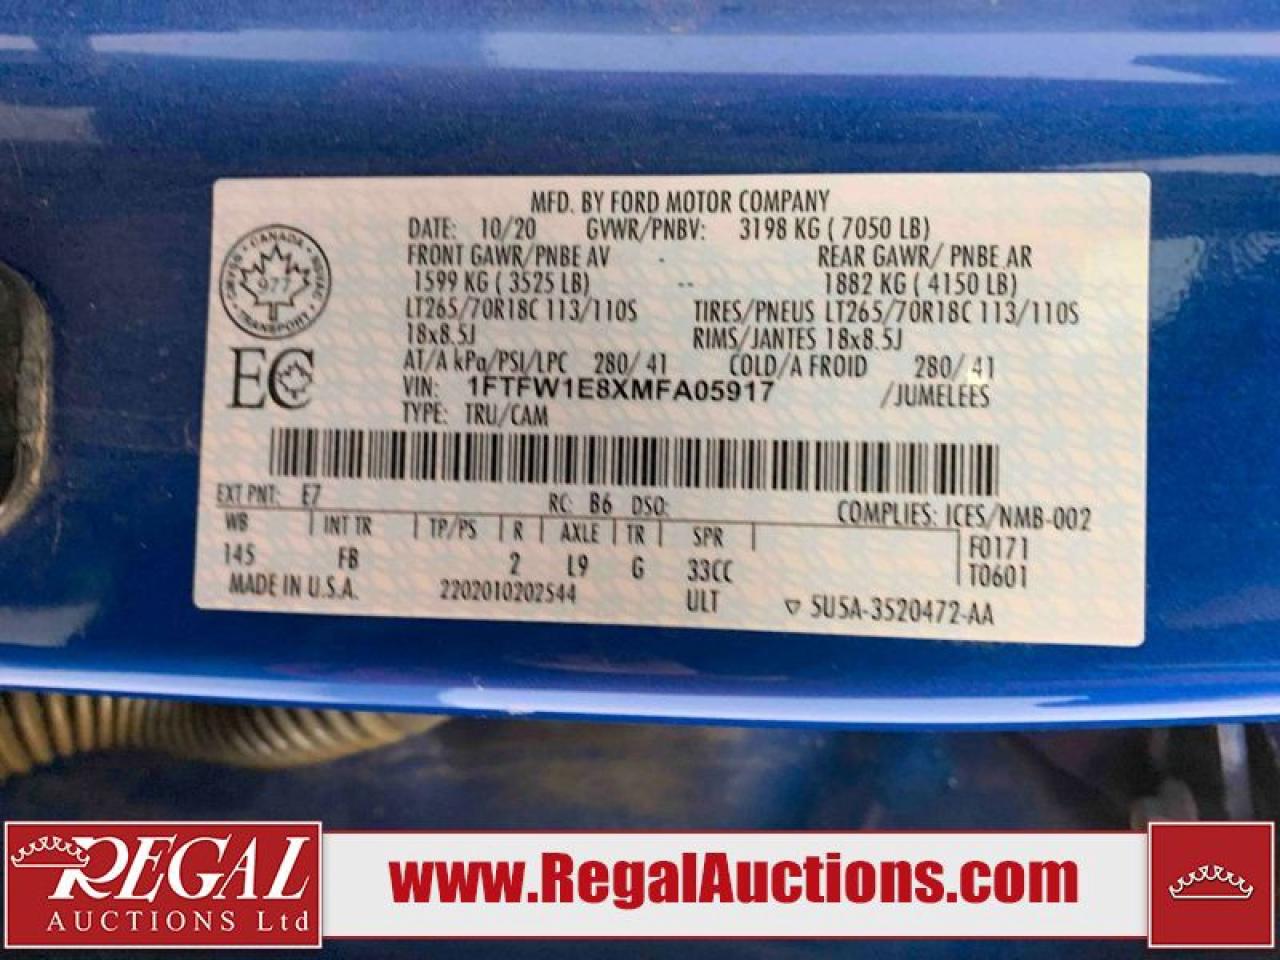 MFD. BY FORD MOTOR COMPANY
DATE: 10/20 GVWR/PNBV: 3198 KG ( 7050 LB)
FRONT GAWR/PNBE AV REAR GAWR/ PNBE AR
1599 KG ( 3525 LB) -- 1882 KG ( 4150 LB)
LT265/70R18C 113/110S TIRES/PNEUS LT265/70R18C 113/110S
18x8.5J RIMS/JANTES 18x8.5J
AT/A kPa/PSI/LPC 280/ 41 COLD/A FROID 280/ 41
VIN: 1FTFW1E8XMFA05917 /JUMELEES
TYPE: TRU/CAM
CANADA
977
TRANSPORT
EC
EXT PNT: E7 RC: B6 DSO:
COMPLIES: ICES/NMB-002
WB | INT TR | TP/PS | R | AXLE | TR | SPR | F0171
145 FB 2 L9 G 33CC T0601
MADE IN U.S.A. 2202010202544 ULT ▽ 5U5A-3520472-AA
REGAL
AUCTIONS Ltd
www.RegalAuctions.com